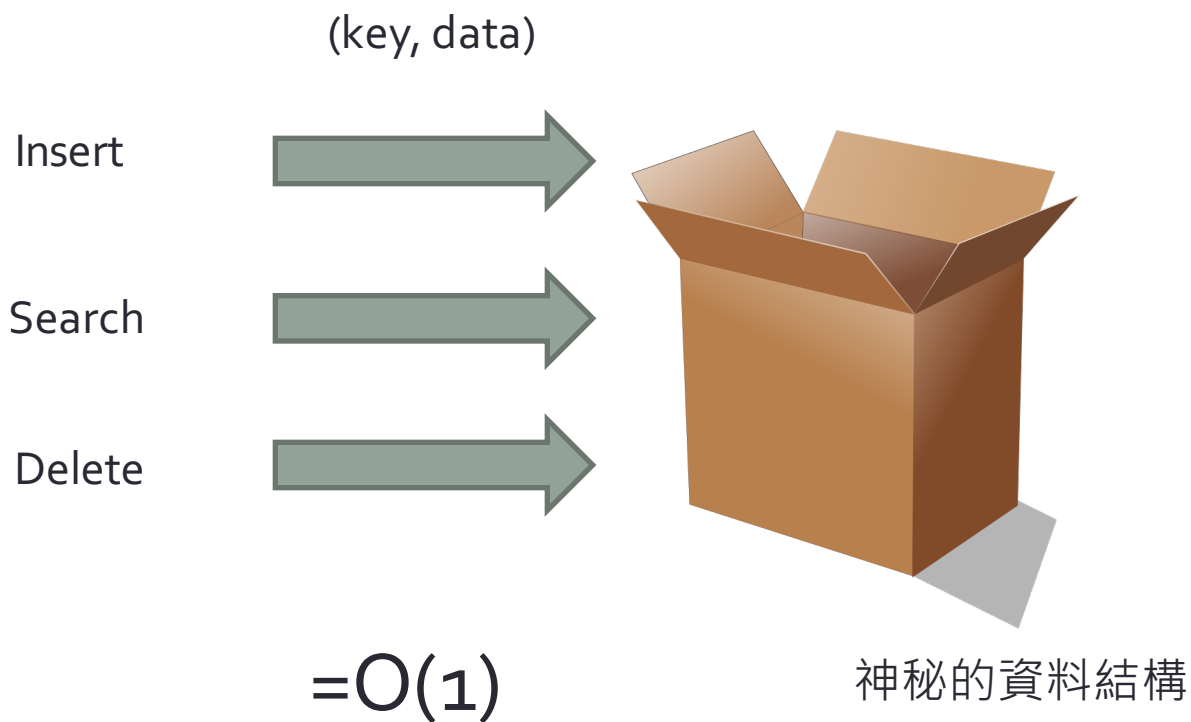 (key, data)
Insert
Search
Delete
=O(1)
神秘的資料結構